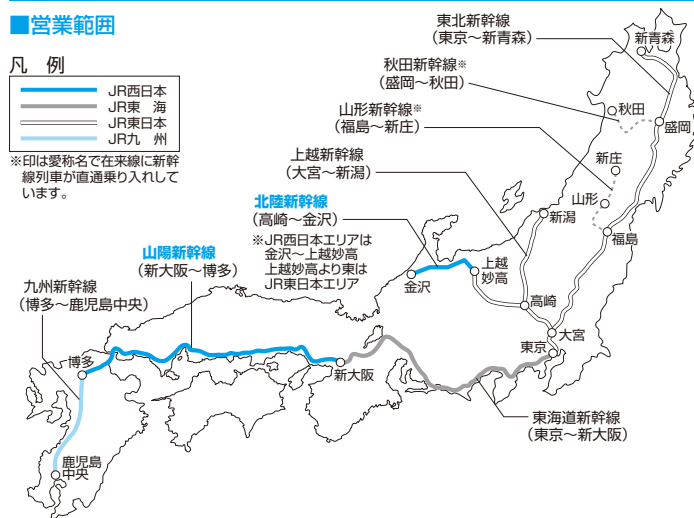 ■営業範囲
凡　例
JR西日本
JR東　海
JR東日本
JR九　州
※印は愛称名で在来線に新幹
線列車が直通乗り入れして
います。
東北新幹線
（東京～新青森）
新青森
秋田新幹線※
（盛岡～秋田）
秋田
盛岡
山形新幹線※
（福島～新庄）
新庄
山形
上越新幹線
（大宮～新潟）
新潟
福島
北陸新幹線
（高崎～金沢）
※JR西日本エリアは
金沢～上越妙高
上越妙高より東は
JR東日本エリア
金沢
上越
妙高
高崎
大宮
東京
山陽新幹線
（新大阪～博多）
九州新幹線
（博多～鹿児島中央）
博多
新大阪
東海道新幹線
（東京～新大阪）
鹿児島
中央